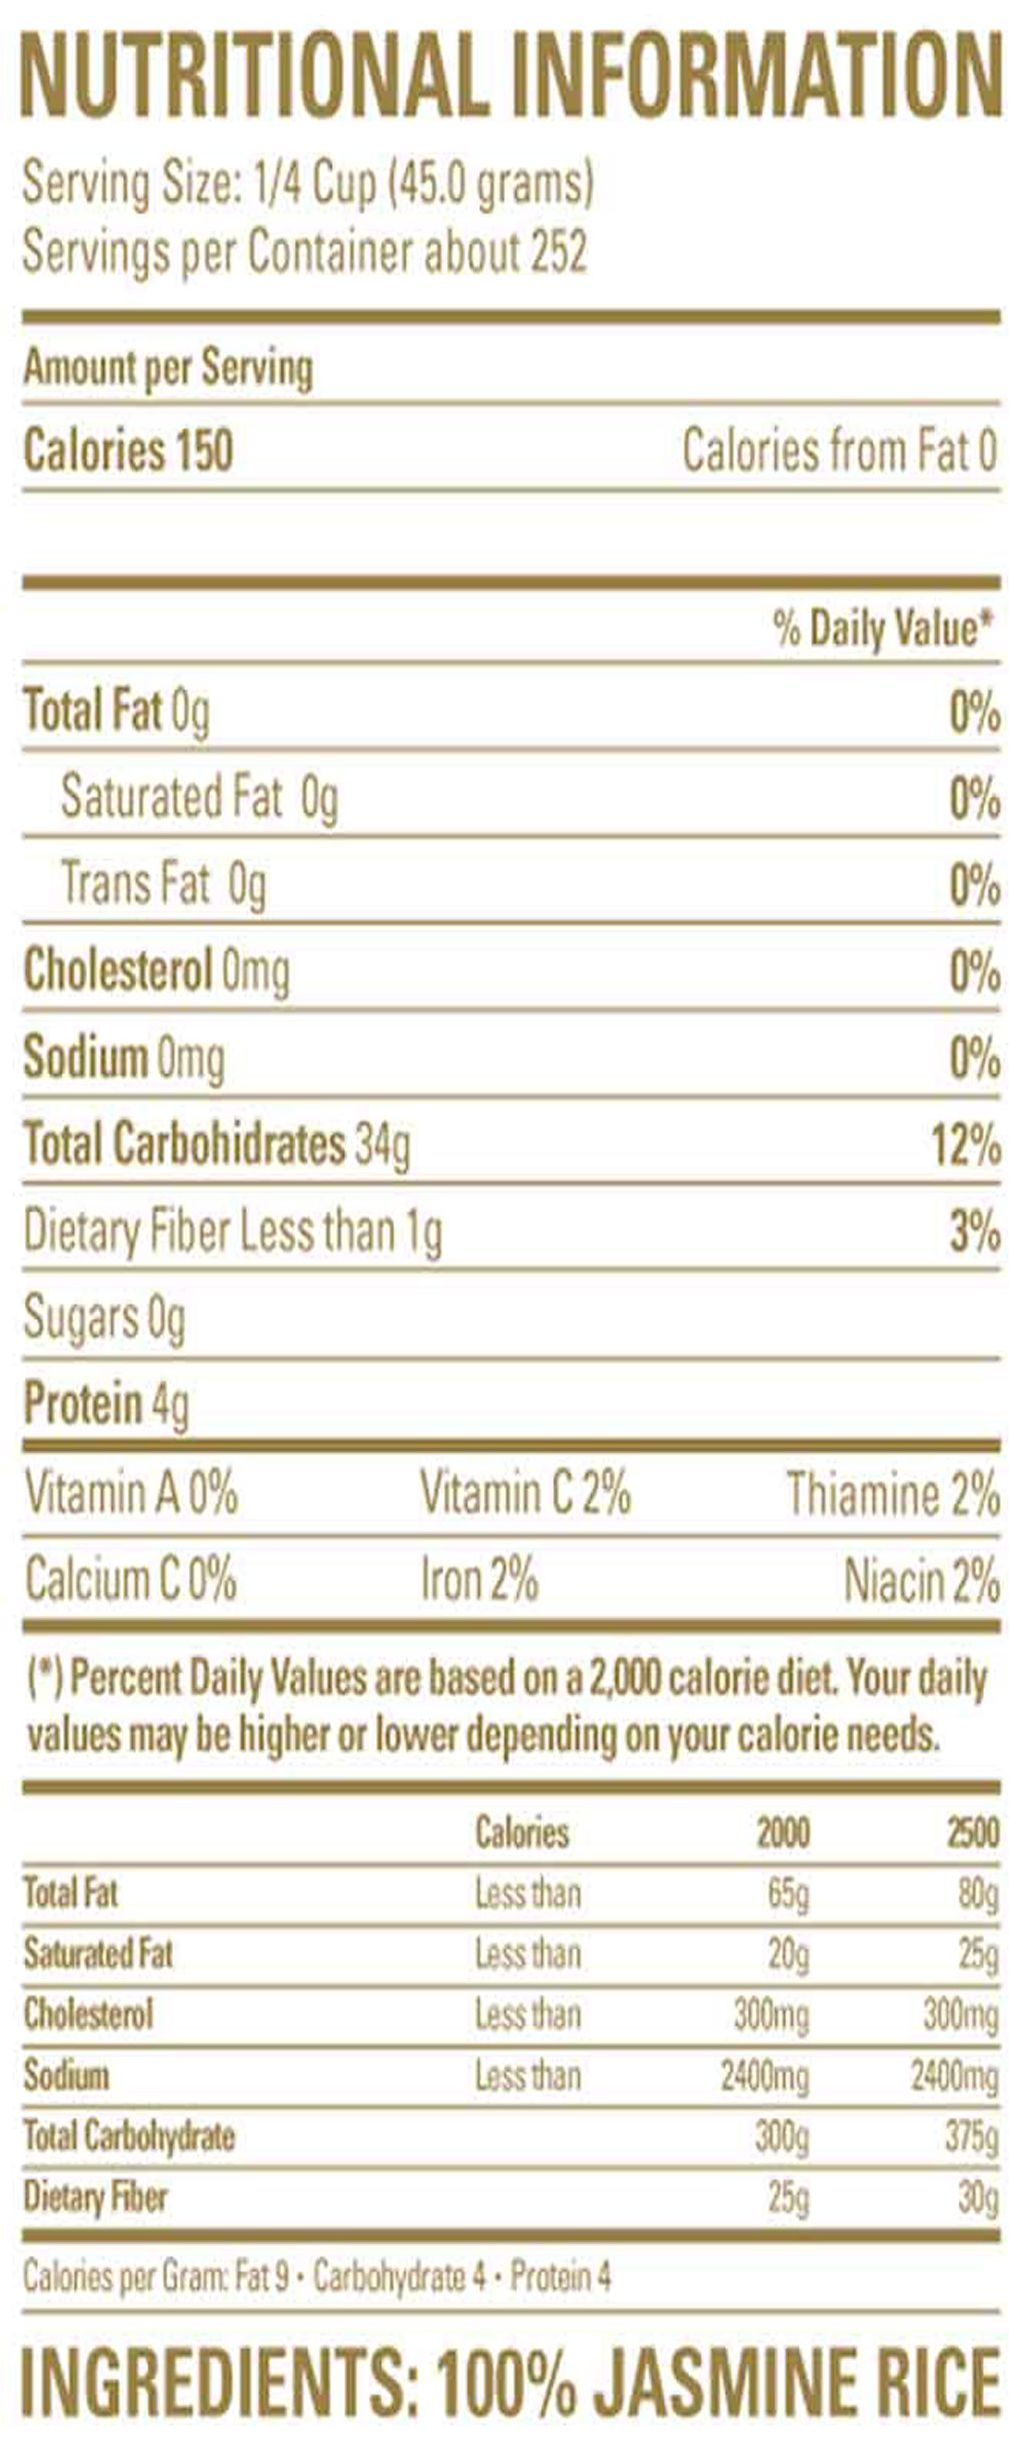 NUTRITIONAL INFORMATION
Serving Size: 1/4 Cup (45.0 grams)
Servings per Container about 252
Amount per Serving
Calories 150 Calories from Fat 0
% Daily Value*
Total Fat 0g 0%
Saturated Fat 0g 0%
Trans Fat 0g 0%
Cholesterol 0mg 0%
Sodium 0mg 0%
Total Carbohidrates 34g 12%
Dietary Fiber Less than 1g 3%
Sugars 0g
Protein 4g
Vitamin A 0% Vitamin C 2% Thiamine 2%
Calcium C 0% Iron 2% Niacin 2%
(*) Percent Daily Values are based on a 2,000 calorie diet. Your daily
values may be higher or lower depending on your calorie needs.
Calories 2000 2500
Total Fat Less than 65g 80g
Saturated Fat Less than 20g 25g
Cholesterol Less than 300mg 300mg
Sodium Less than 2400mg 2400mg
Total Carbohydrate 300g 375g
Dietary Fiber 25g 30g
Calories per Gram: Fat 9 • Carbohydrate 4 • Protein 4
INGREDIENTS: 100% JASMINE RICE